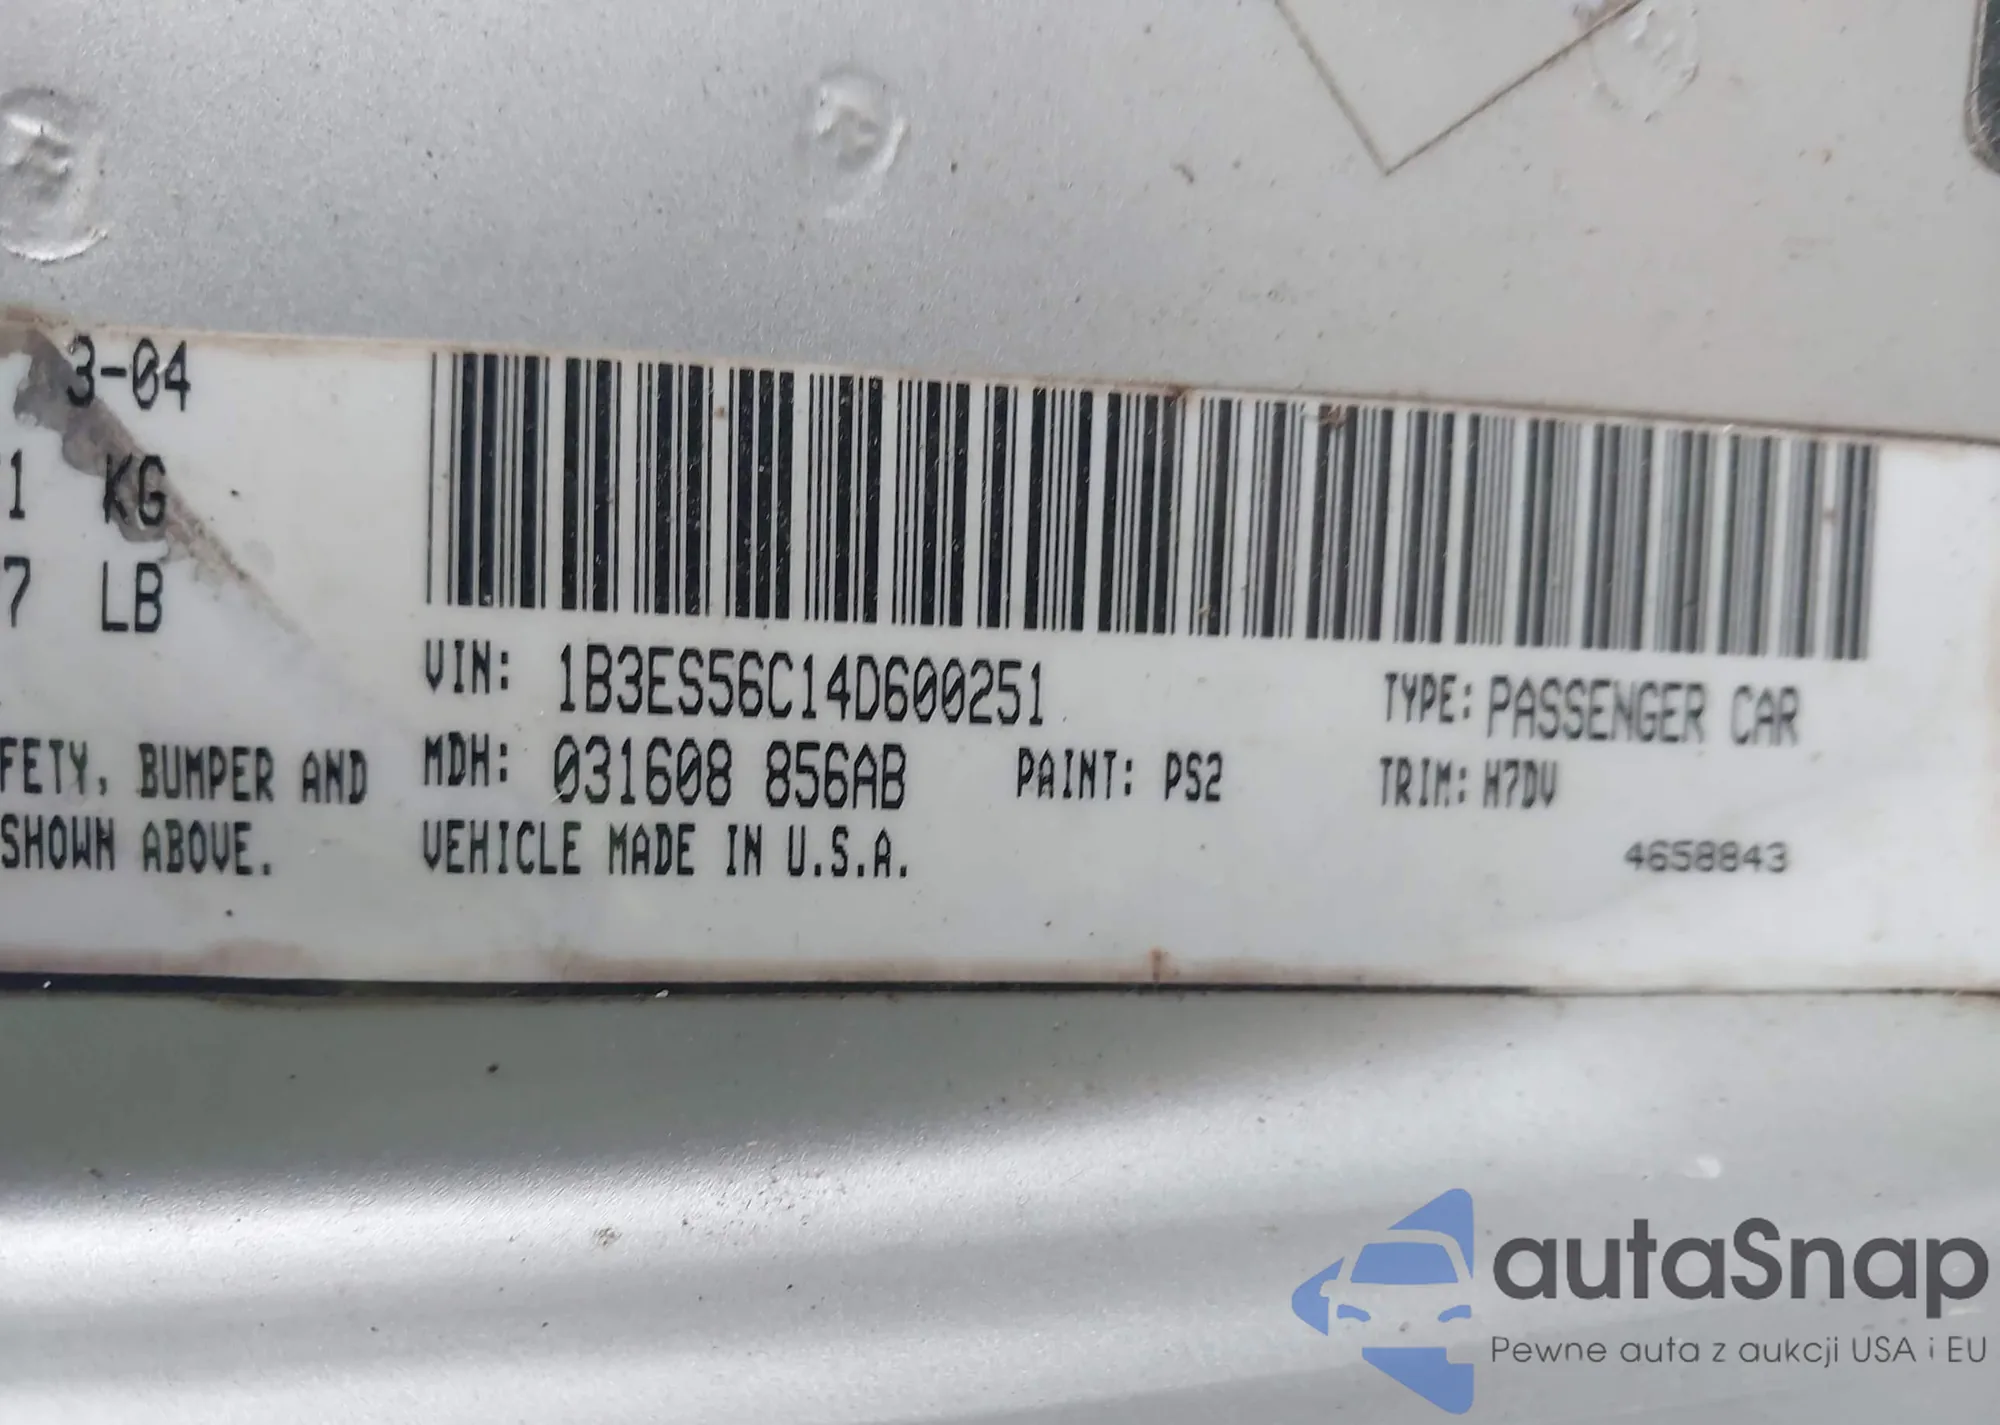 3-04
1 KG
7 LB
VIN: 1B3ES56C14D600251
TYPE: PASSENGER CAR
FETY, BUMPER AND
MDH: 031608 856AB
PAINT: PS2
TRIM: H7DV
SHOWN ABOVE.
VEHICLE MADE IN U.S.A.
4658843
autaSnap
Pewne auta z aukcji USA i EU